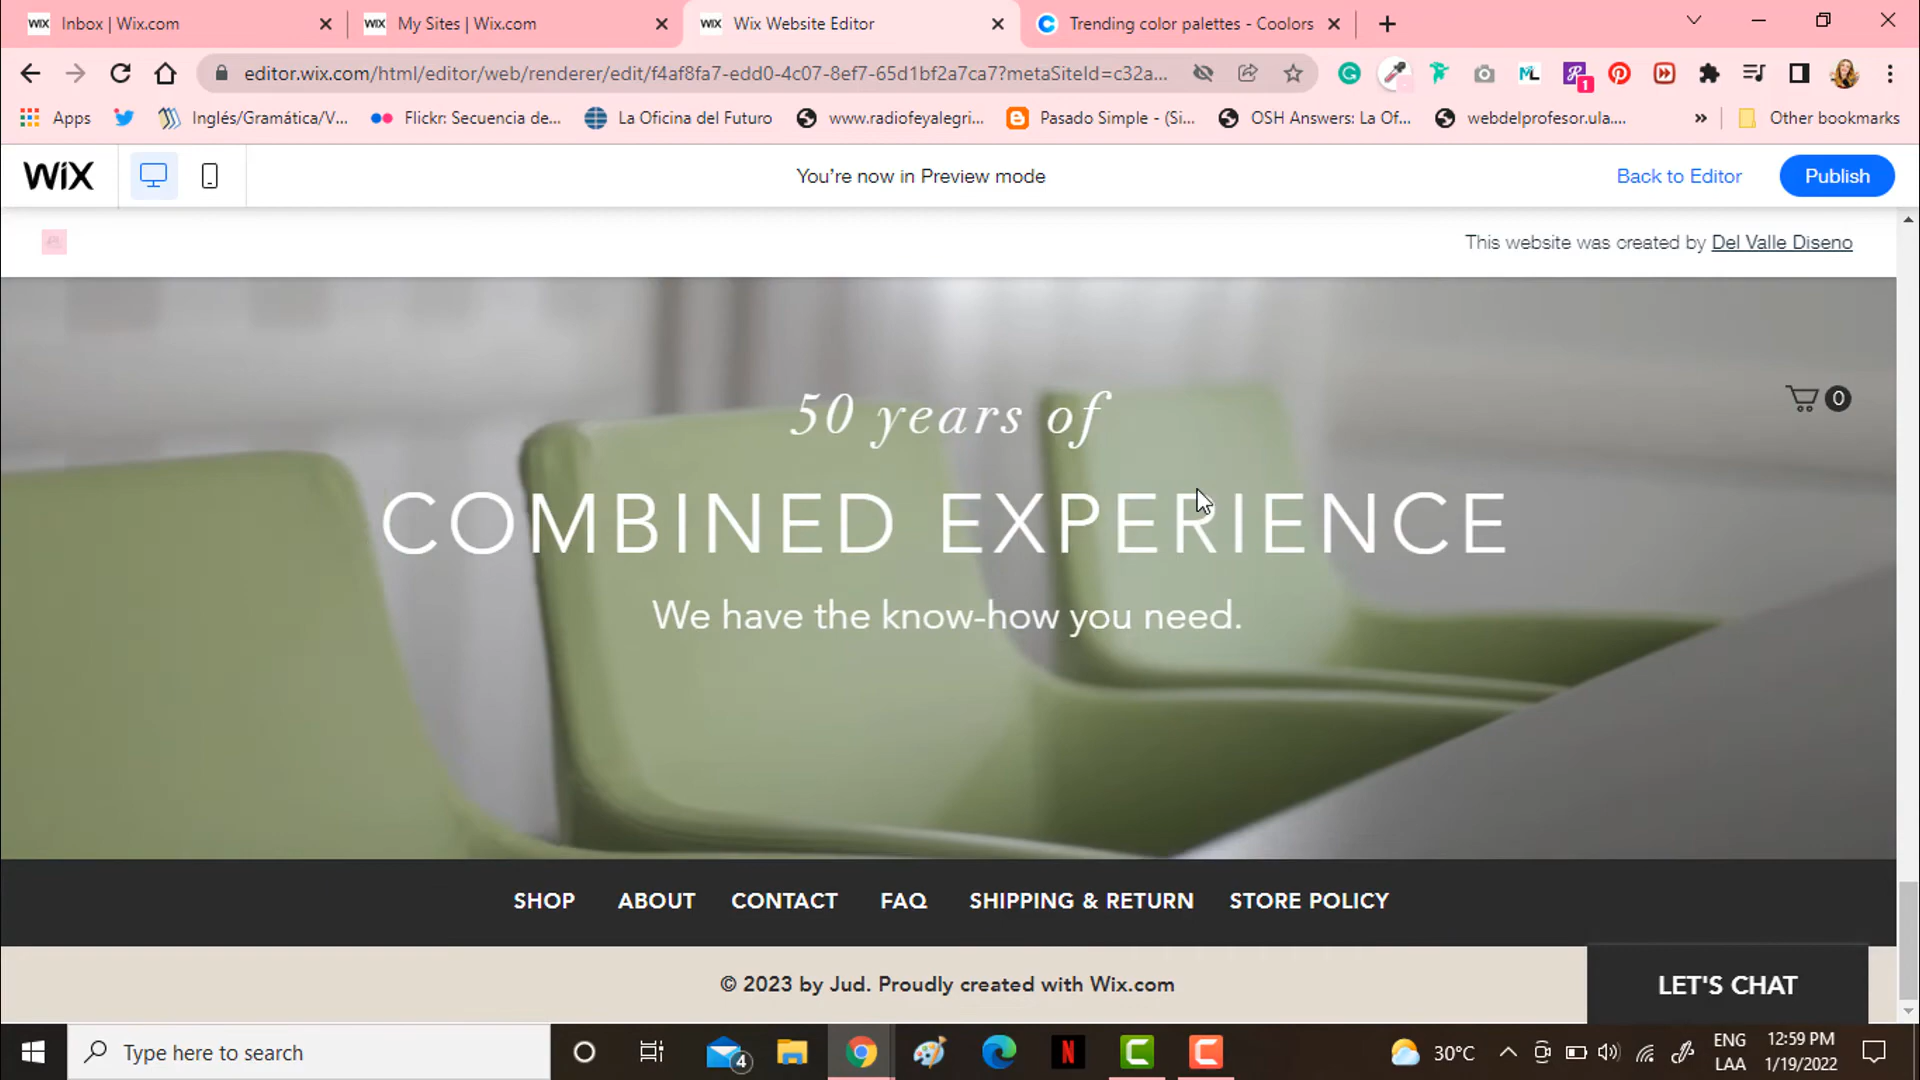 WiX Inbox | Wix.com
WiX My Sites | Wix.com
WiX Wix Website Editor
Trending color palettes - Coolors
editor.wix.com/html/editor/web/renderer/edit/f4af8fa7-edd0-4c07-8ef7-65d1bf2a7ca7?metaSiteId=c32a...
ML
1
Apps
Inglés/Gramática/V...
Flickr: Secuencia de...
La Oficina del Futuro
www.radiofeyalegri...
Pasado Simple - (Si...
OSH Answers: La Of...
webdelprofesor.ula....
»
Other bookmarks
WiX
You're now in Preview mode
Back to Editor
Publish
This website was created by Del Valle Diseno
0
50 years of
COMBINED EXPERIENCE
We have the know-how you need.
SHOP ABOUT CONTACT FAQ SHIPPING & RETURN STORE POLICY
© 2023 by Jud. Proudly created with Wix.com
LET'S CHAT
Type here to search
4
30°C
ENG
LAA
12:59 PM
1/19/2022